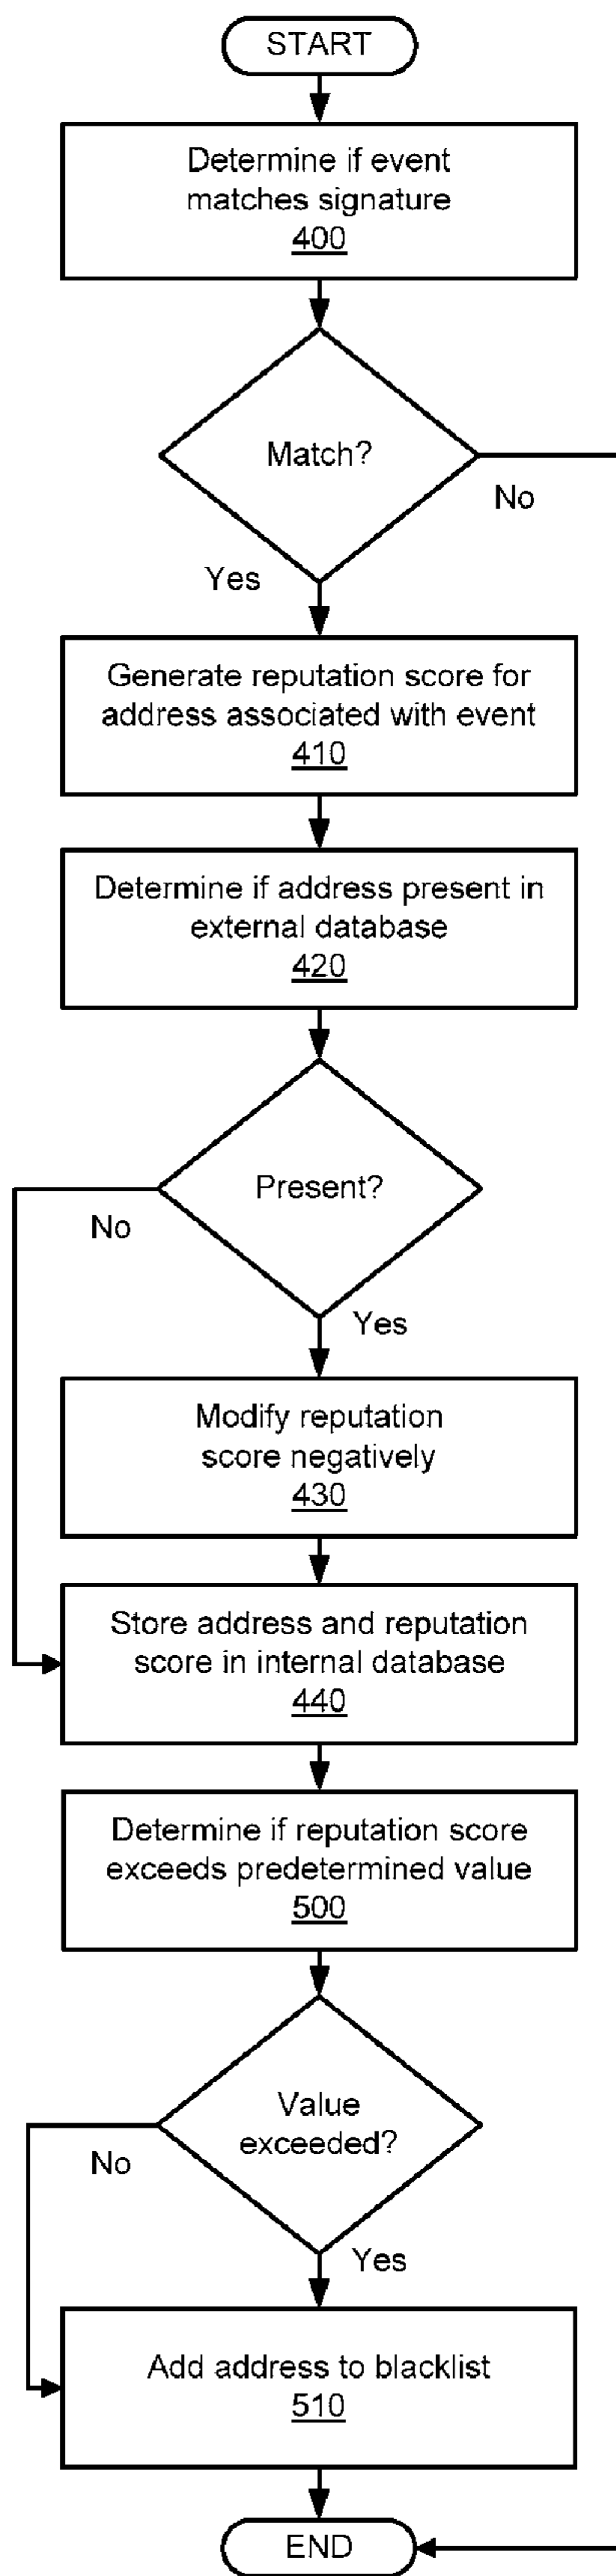 START
Determine if event
matches signature
400
Match?
No
Yes
Generate reputation score for
address associated with event
410
Determine if address present in
external database
420
Present?
No
Yes
Modify reputation
score negatively
430
Store address and reputation
score in internal database
440
Determine if reputation score
exceeds predetermined value
500
Value
exceeded?
No
Yes
Add address to blacklist
510
END